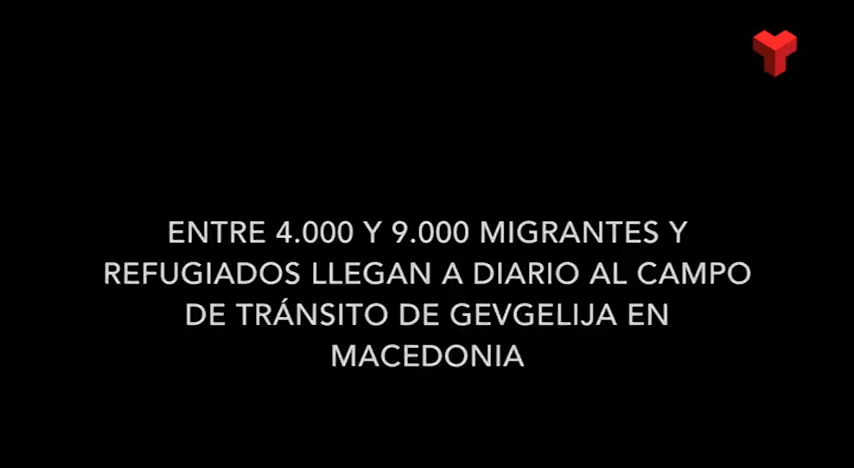 ENTRE 4.000 Y 9.000 MIGRANTES Y
REFUGIADOS LLEGAN A DIARIO AL CAMPO
DE TRÁNSITO DE GEVGELIJA EN
MACEDONIA